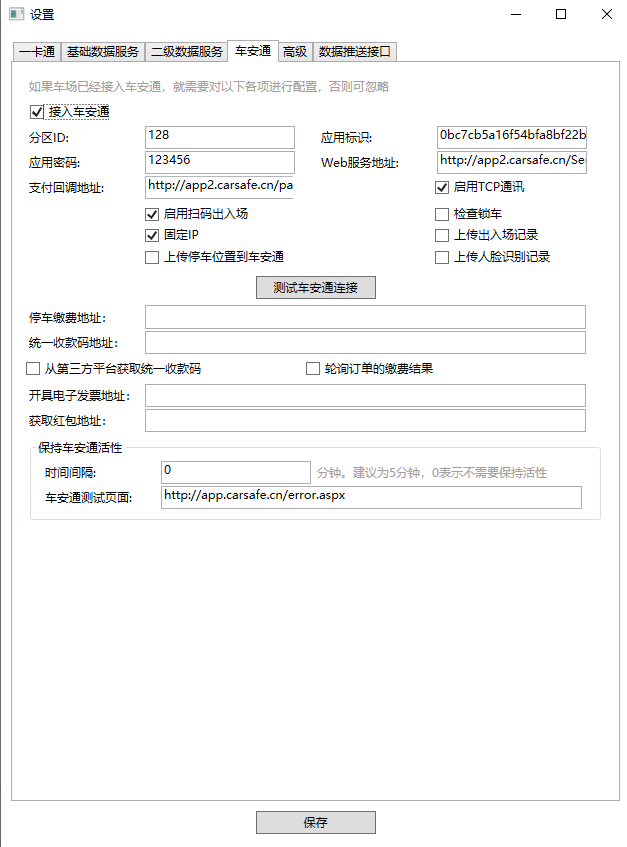 设置
一卡通 基础数据服务 二级数据服务 车安通 高级 数据推送接口
如果车场已经接入车安通，就需要对以下各项进行配置，否则可忽略
接入车安通
分区ID: 128 应用标识: 0bc7cb5a16f54bfa8bf22b
应用密码: 123456 Web服务地址: http://app2.carsafe.cn/Se
支付回调地址: http://app2.carsafe.cn/pa 启用TCP通讯
启用扫码出入场 检查锁车
固定IP 上传出入场记录
上传停车位置到车安通 上传人脸识别记录
测试车安通连接
停车缴费地址:
统一收款码地址:
从第三方平台获取统一收款码 轮询订单的缴费结果
开具电子发票地址:
获取红包地址:
保持车安通活性
时间间隔: 0 分钟。建议为5分钟，0表示不需要保持活性
车安通测试页面: http://app.carsafe.cn/error.aspx
保存